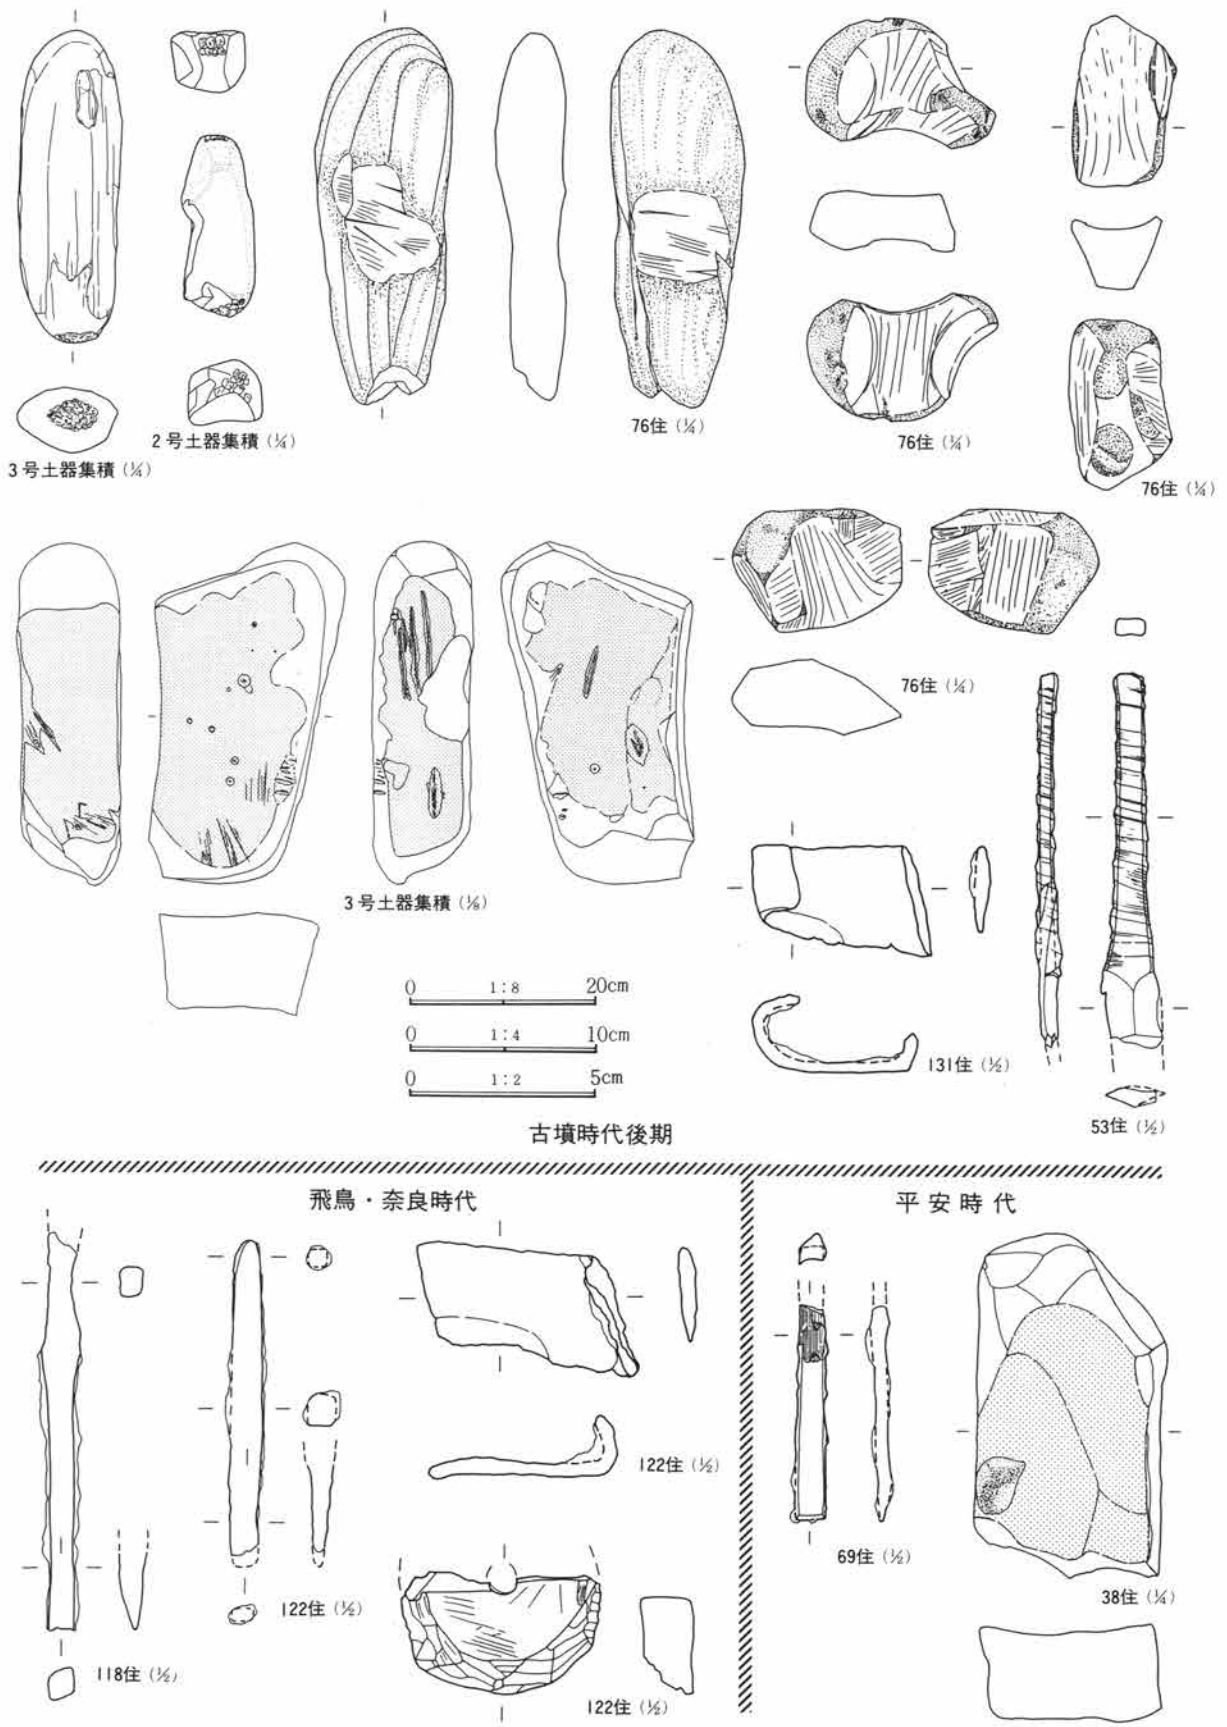 3号土器集積 (¼)
2号土器集積 (¼)
76住 (¼)
76住 (¼)
76住 (¼)
76住 (¼)
3号土器集積 (⅛)
0 1:8 20cm
0 1:4 10cm
0 1:2 5cm
131住 (½)
53住 (½)
古墳時代後期
飛鳥・奈良時代
平安時代
118住 (½)
122住 (½)
122住 (½)
122住 (½)
69住 (½)
38住 (¼)